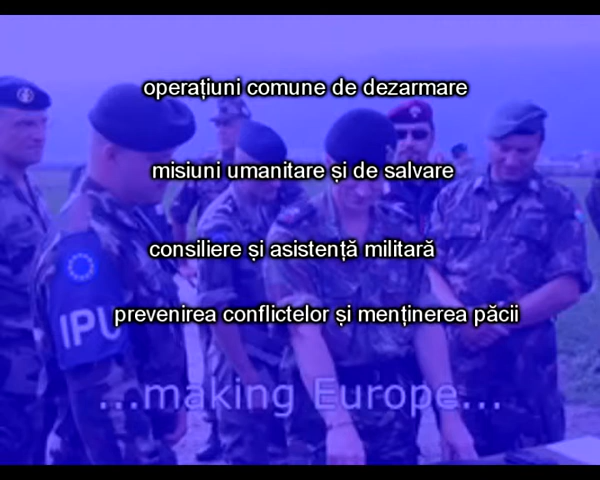 operațiuni comune de dezarmare
misiuni umanitare și de salvare
consiliere și asistență militară
IPU
prevenirea conflictelor și menținerea păcii
...making Europe...